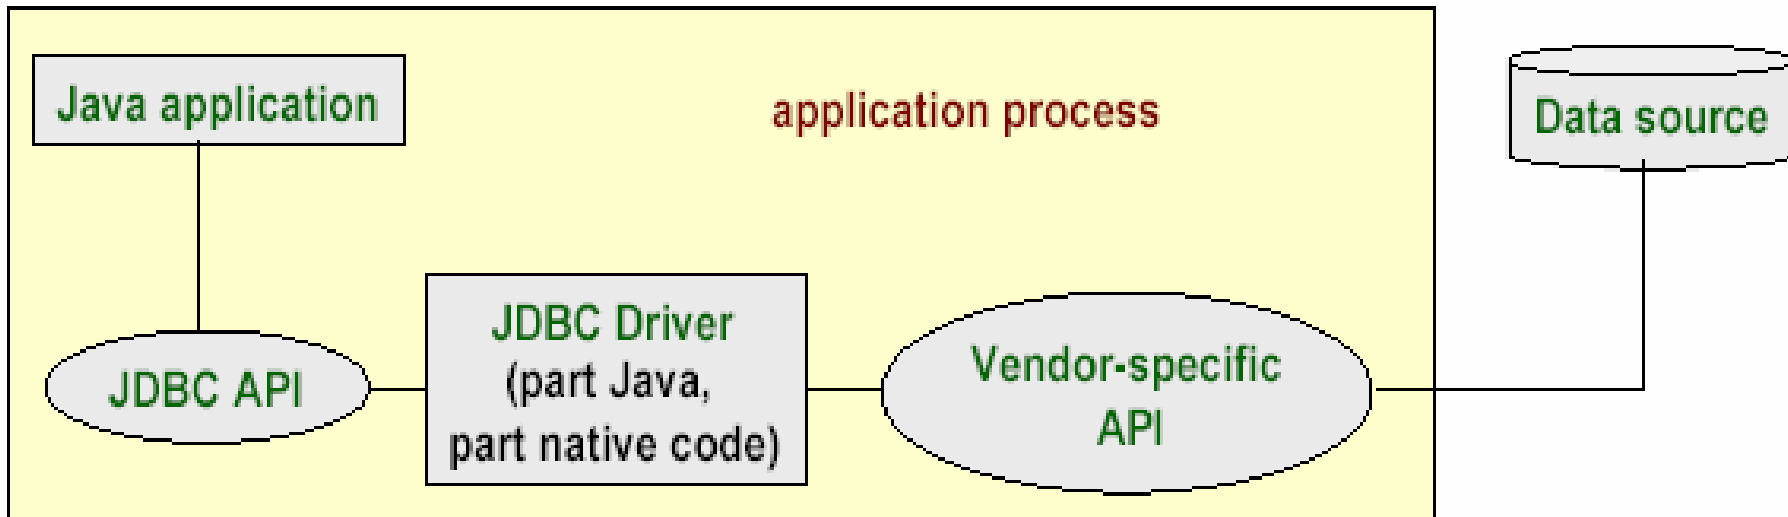 Java application
application process
Data source
JDBC API
JDBC Driver
(part Java,
part native code)
Vendor-specific
API